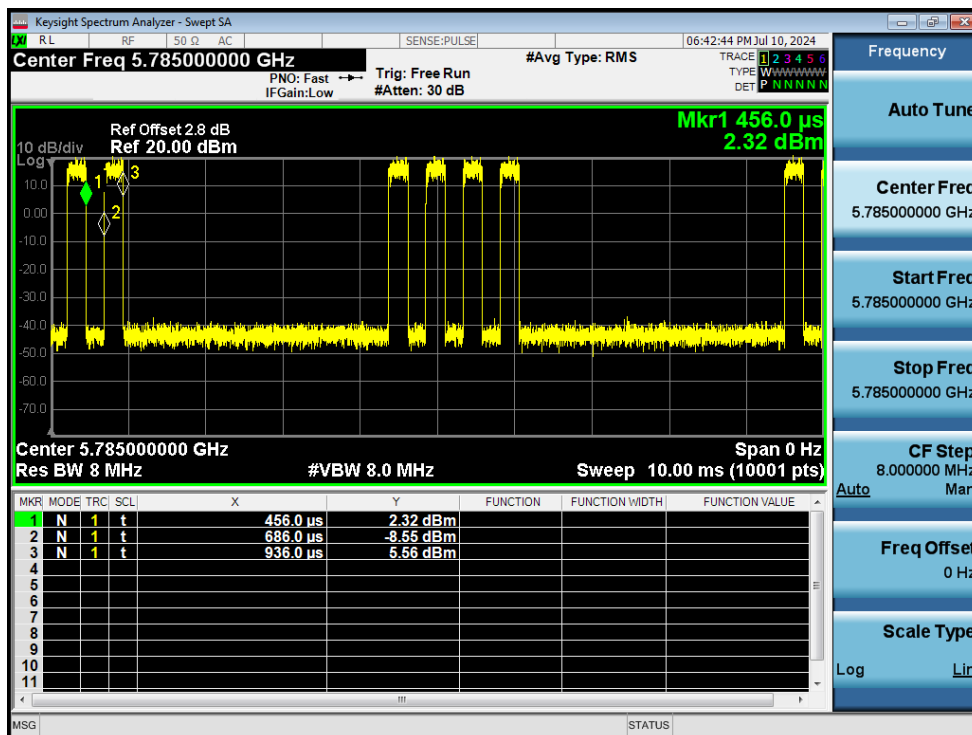 Keysight Spectrum Analyzer - Swept SA
LXI RL RF 50 Ω AC SENSE:PULSE 06:42:44 PM Jul 10, 2024
Center Freq 5.785000000 GHz
PNO: Fast
IFGain:Low
Trig: Free Run
#Atten: 30 dB
#Avg Type: RMS
TRACE 1 2 3 4 5 6
TYPE WWWWWW
DET P N N N N N
Mkr1 456.0 µs
2.32 dBm
Ref Offset 2.8 dB
10 dB/div Ref 20.00 dBm
Log
10.0
0.00
-10.0
-20.0
-30.0
-40.0
-50.0
-60.0
-70.0
1
2
3
Center 5.785000000 GHz Span 0 Hz
Res BW 8 MHz #VBW 8.0 MHz Sweep 10.00 ms (10001 pts)
MKR MODE TRC SCL X Y FUNCTION FUNCTION WIDTH FUNCTION VALUE
1 N 1 t 456.0 µs 2.32 dBm
2 N 1 t 686.0 µs -8.55 dBm
3 N 1 t 936.0 µs 5.56 dBm
4
5
6
7
8
9
10
11
MSG STATUS
Frequency
Auto Tune
Center Freq
5.785000000 GHz
Start Freq
5.785000000 GHz
Stop Freq
5.785000000 GHz
CF Step
8.000000 MHz
Auto Man
Freq Offset
0 Hz
Scale Type
Log Lin